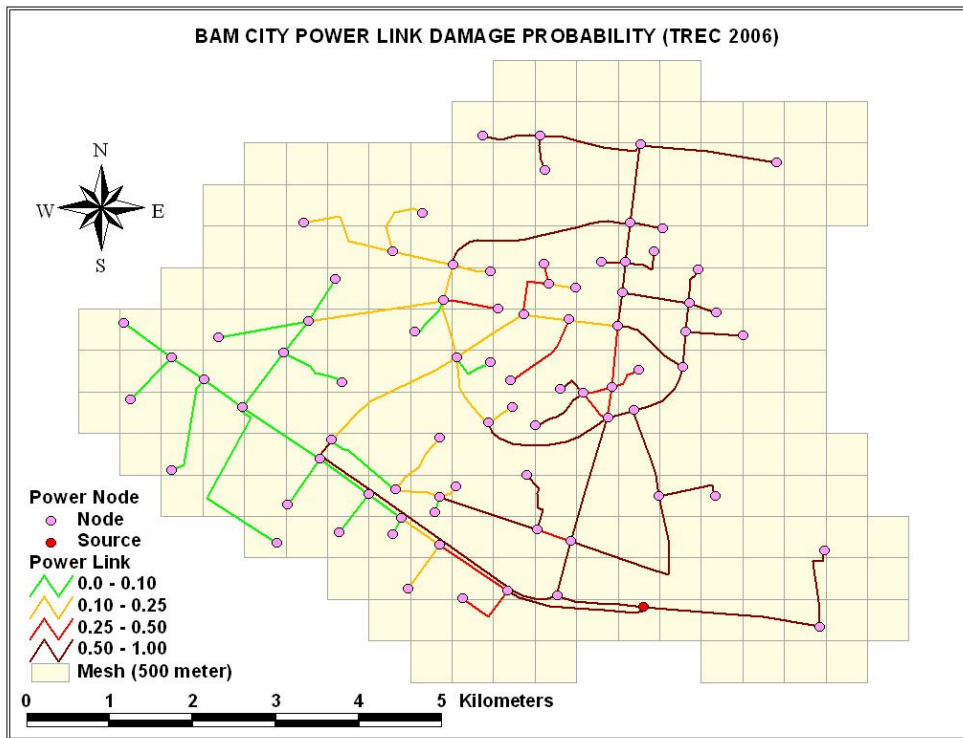 BAM CITY POWER LINK DAMAGE PROBABILITY (TREC 2006)
N
W E
S
Power Node
Node
Source
Power Link
0.0 - 0.10
0.10 - 0.25
0.25 - 0.50
0.50 - 1.00
Mesh (500 meter)
0 1 2 3 4 5 Kilometers